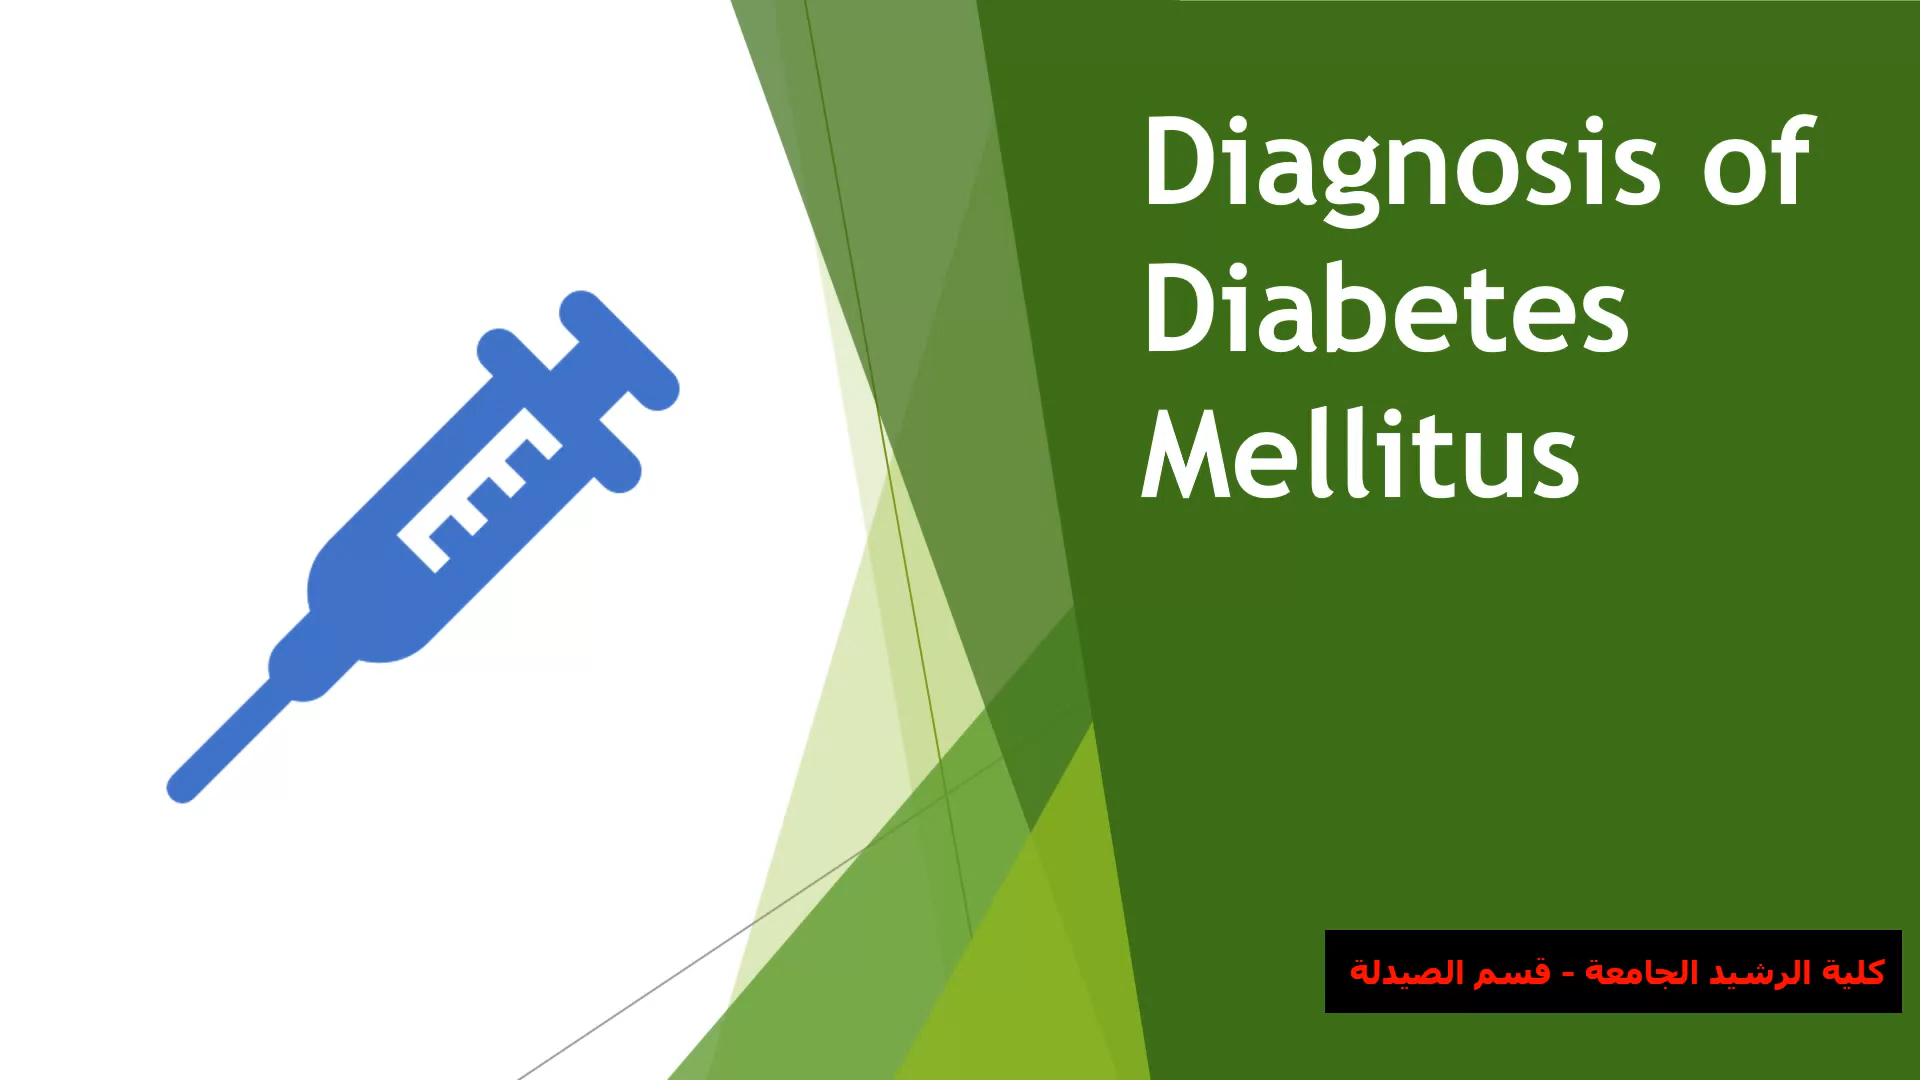 Diagnosis of
Diabetes
Mellitus
كلية الرشيد الجامعة - قسم الصيدلة